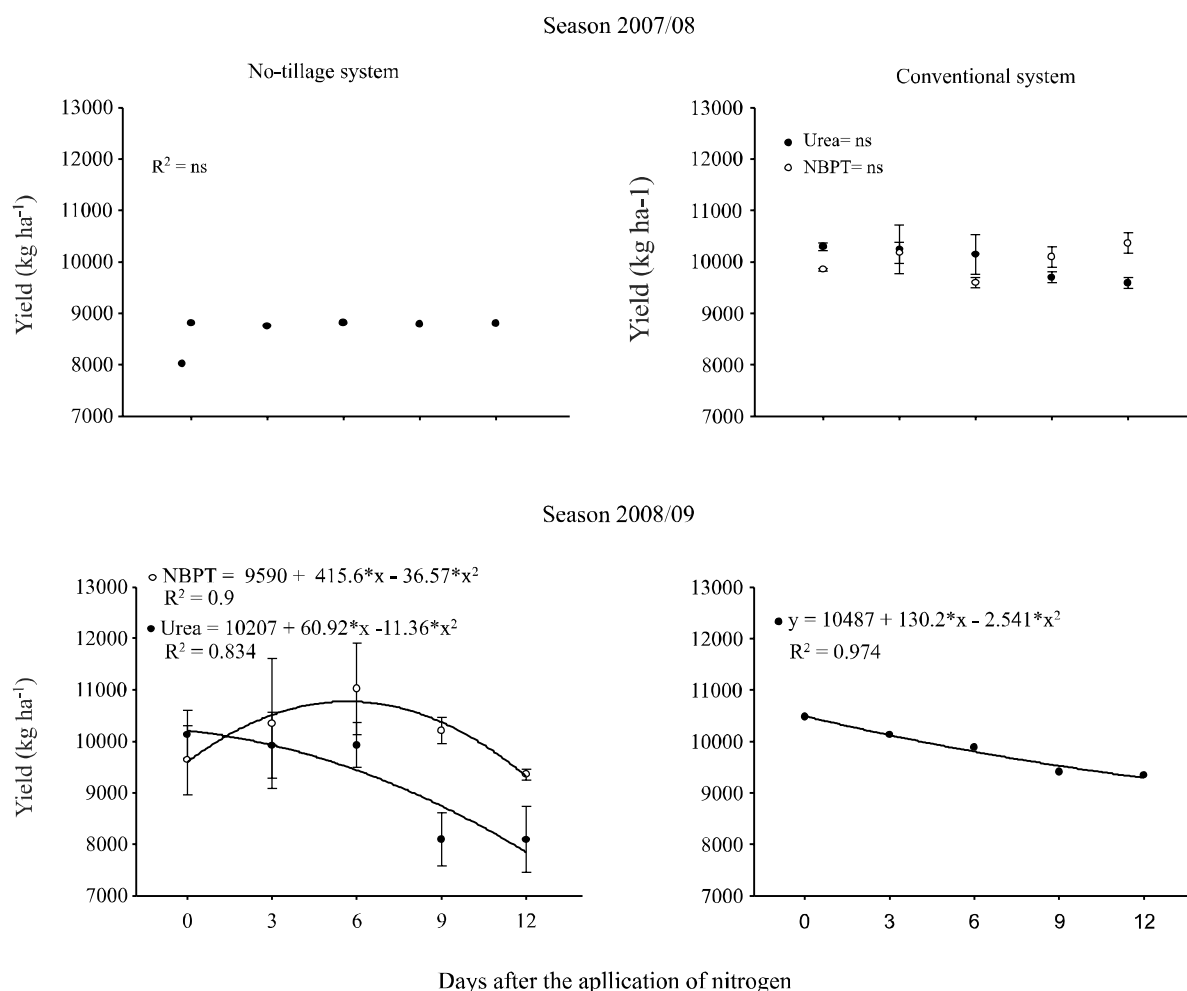 Season 2007/08
No-tillage system
13000
12000
11000
10000
9000
8000
7000
Yield (kg ha⁻¹)
R² = ns
Conventional system
13000
12000
11000
10000
9000
8000
7000
Yield (kg ha-1)
Urea= ns
NBPT= ns
Season 2008/09
NBPT = 9590 + 415.6*x - 36.57*x²
R² = 0.9
Urea = 10207 + 60.92*x -11.36*x²
R² = 0.834
13000
12000
11000
10000
9000
8000
7000
Yield (kg ha⁻¹)
0 3 6 9 12
y = 10487 + 130.2*x - 2.541*x²
R² = 0.974
13000
12000
11000
10000
9000
8000
7000
0 3 6 9 12
Days after the apllication of nitrogen